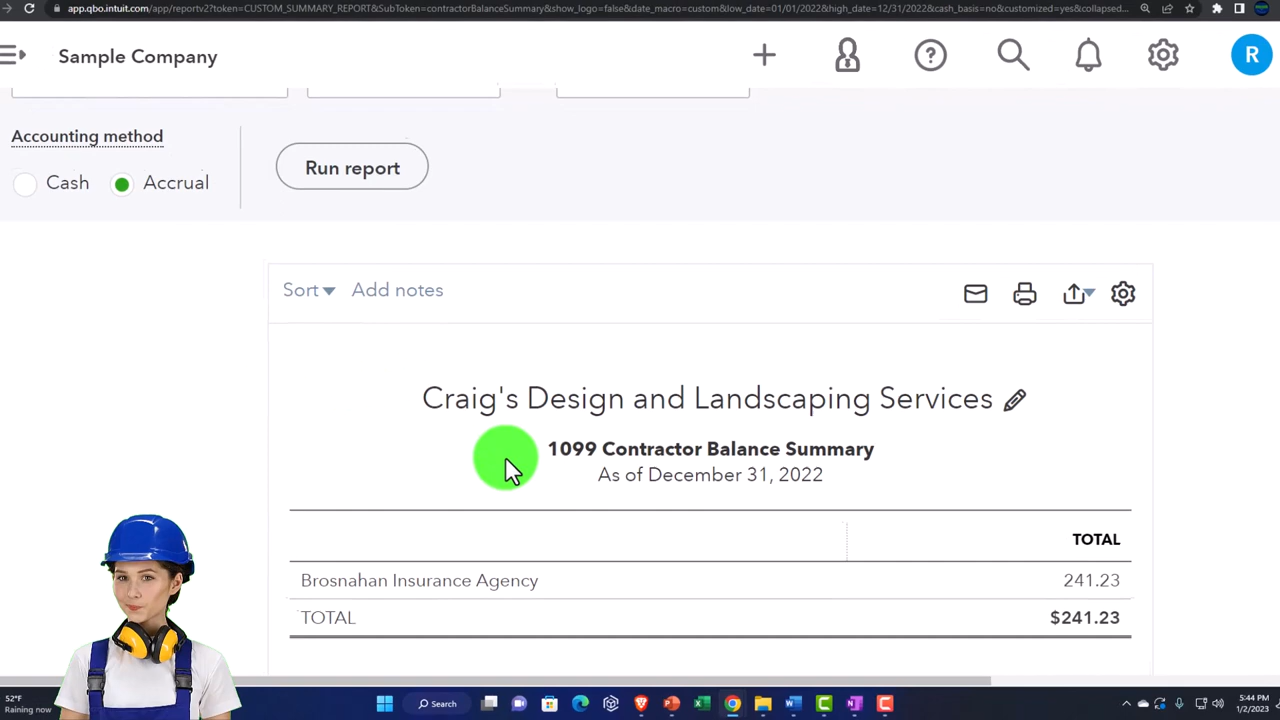 app.qbo.intuit.com/app/reportv2?token=CUSTOM_SUMMARY_REPORT&SubToken=contractorBalanceSummary&show_logo=false&date_macro=custom&low_date=01/01/2022&high_date=12/31/2022&cash_basis=no&customized=yes&collapsed...
Sample Company
R
Accounting method
Cash
Accrual
Run report
Sort
Add notes
Craig's Design and Landscaping Services
1099 Contractor Balance Summary
As of December 31, 2022
TOTAL
Brosnahan Insurance Agency 241.23
TOTAL $241.23
52°F
Raining now
Search
5:44 PM
1/2/2023